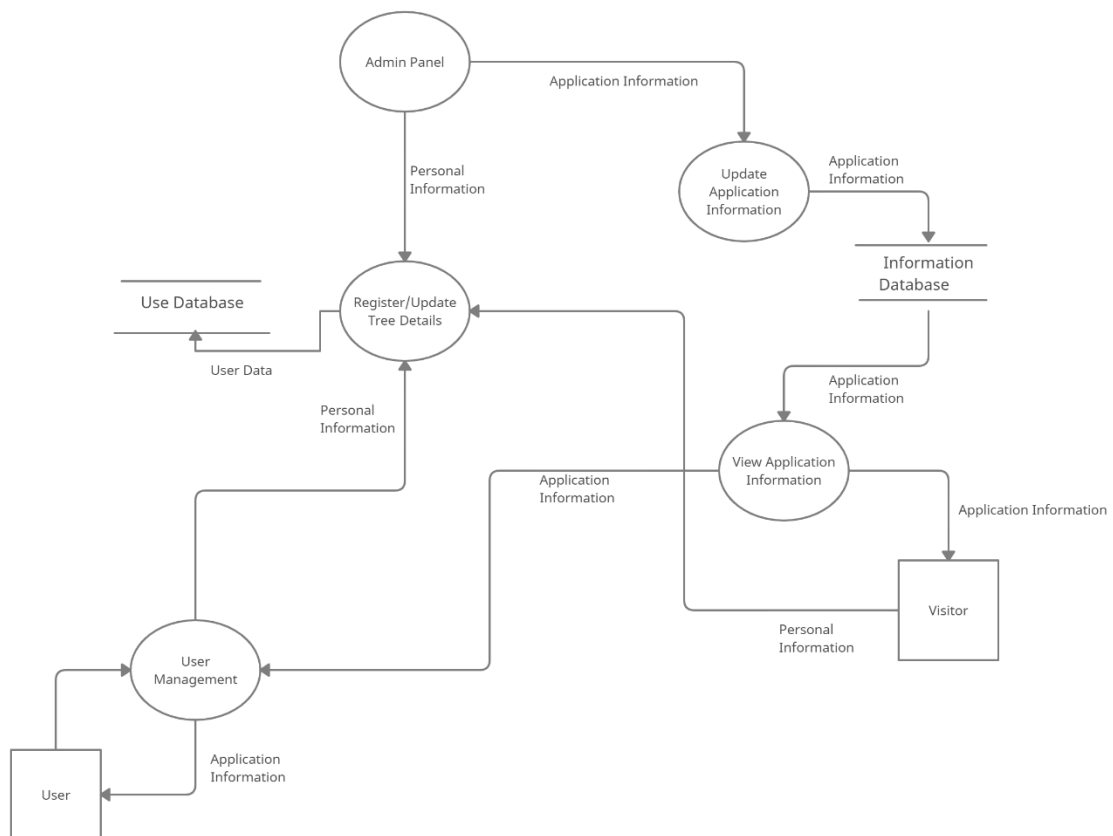 Admin Panel
Application Information
Personal
Information
Update
Application
Information
Application
Information
Information
Database
Use Database
Register/Update
Tree Details
User Data
Application
Information
Personal
Information
View Application
Information
Application
Information
Application Information
Visitor
Personal
Information
User
Management
Application
Information
User